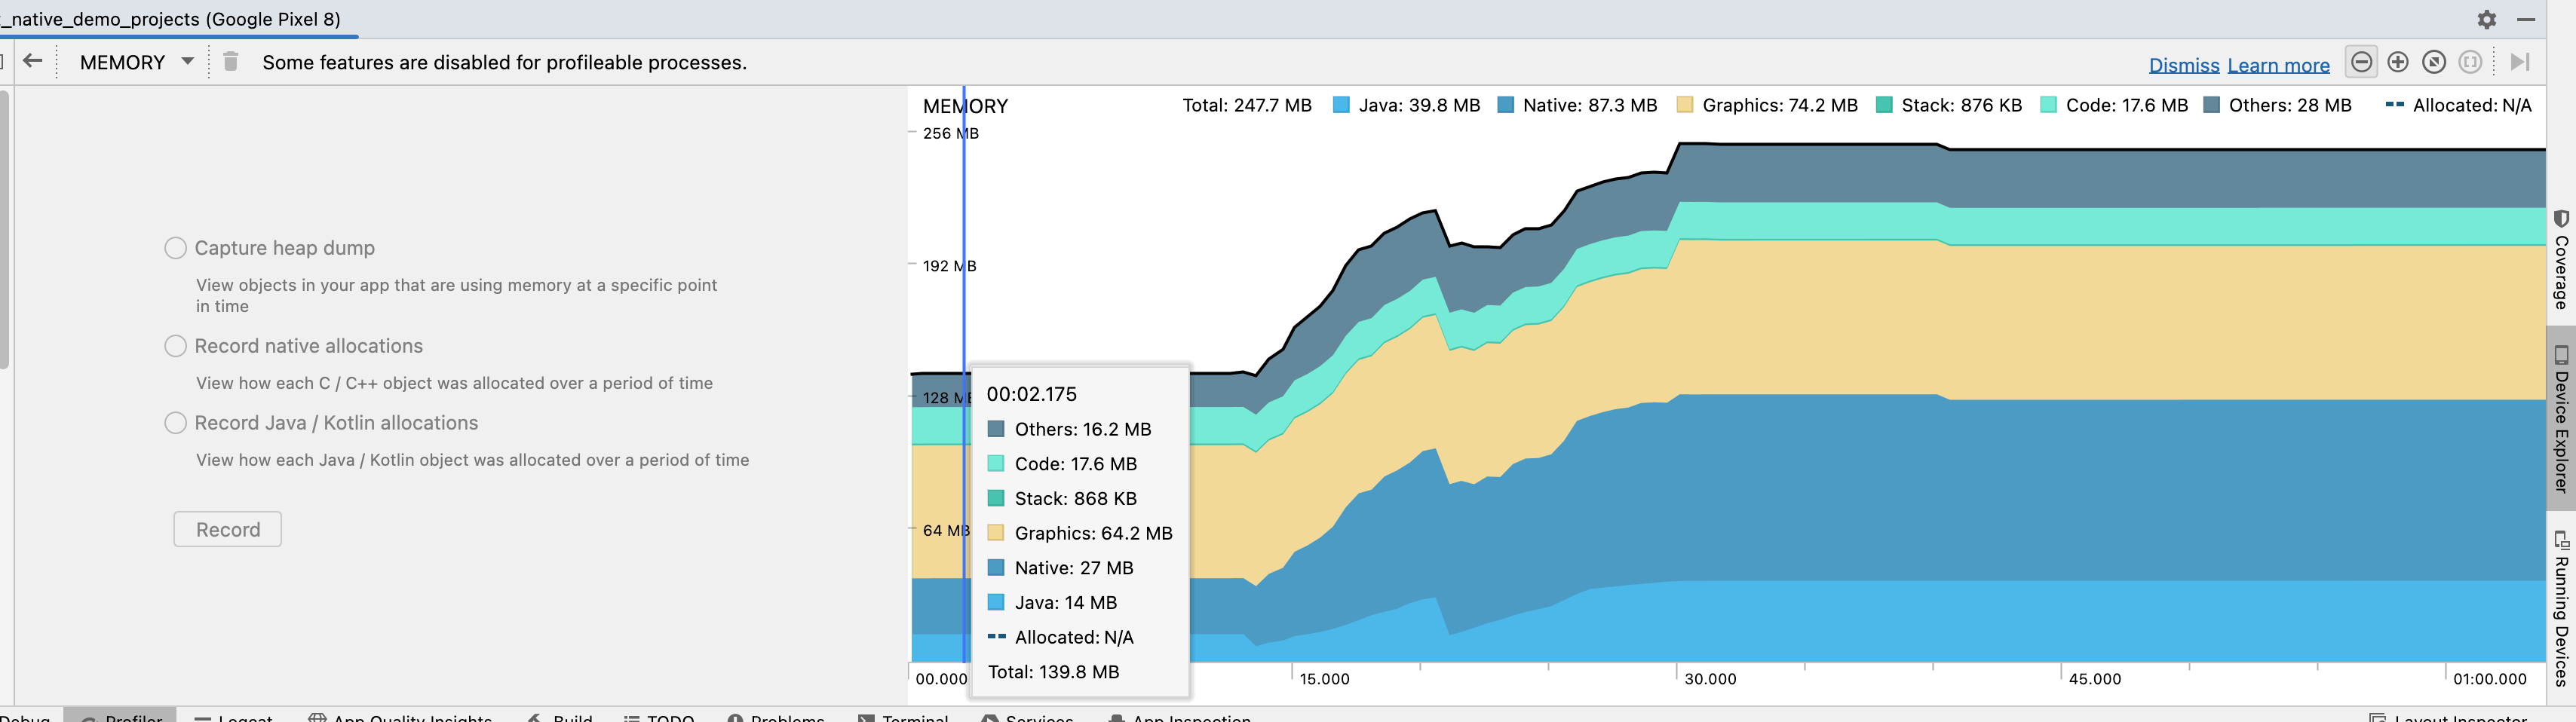 _native_demo_projects (Google Pixel 8)
MEMORY
Some features are disabled for profileable processes.
Dismiss Learn more
MEMORY
Total: 247.7 MB Java: 39.8 MB Native: 87.3 MB Graphics: 74.2 MB Stack: 876 KB Code: 17.6 MB Others: 28 MB Allocated: N/A
256 MB
192 MB
128 MB
64 MB
Capture heap dump
View objects in your app that are using memory at a specific point
in time
Record native allocations
View how each C / C++ object was allocated over a period of time
Record Java / Kotlin allocations
View how each Java / Kotlin object was allocated over a period of time
Record
00:02.175
Others: 16.2 MB
Code: 17.6 MB
Stack: 868 KB
Graphics: 64.2 MB
Native: 27 MB
Java: 14 MB
Allocated: N/A
Total: 139.8 MB
00.000 15.000 30.000 45.000 01:00.000
Coverage
Device Explorer
Running Devices
Debug Profiler Logcat App Quality Insights Build TODO Problems Terminal Services App Inspection Layout Inspector